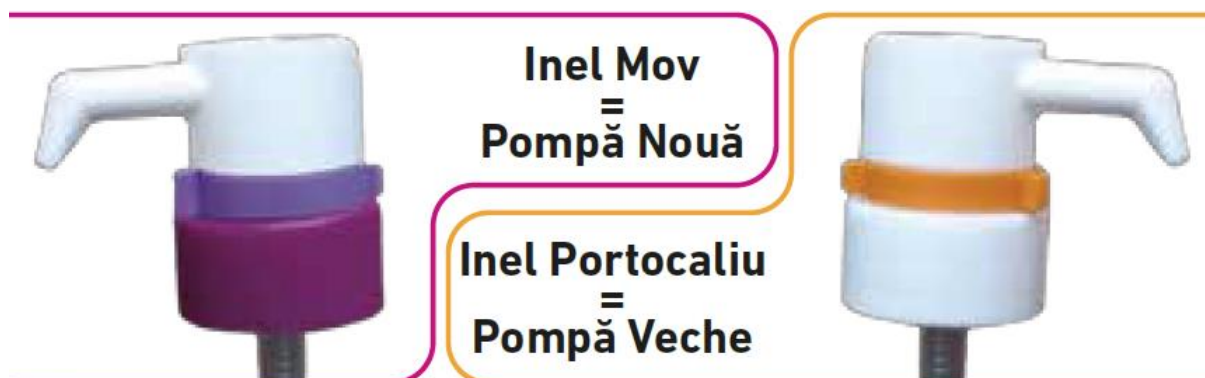 Inel Mov
=
Pompă Nouă
Inel Portocaliu
=
Pompă Veche